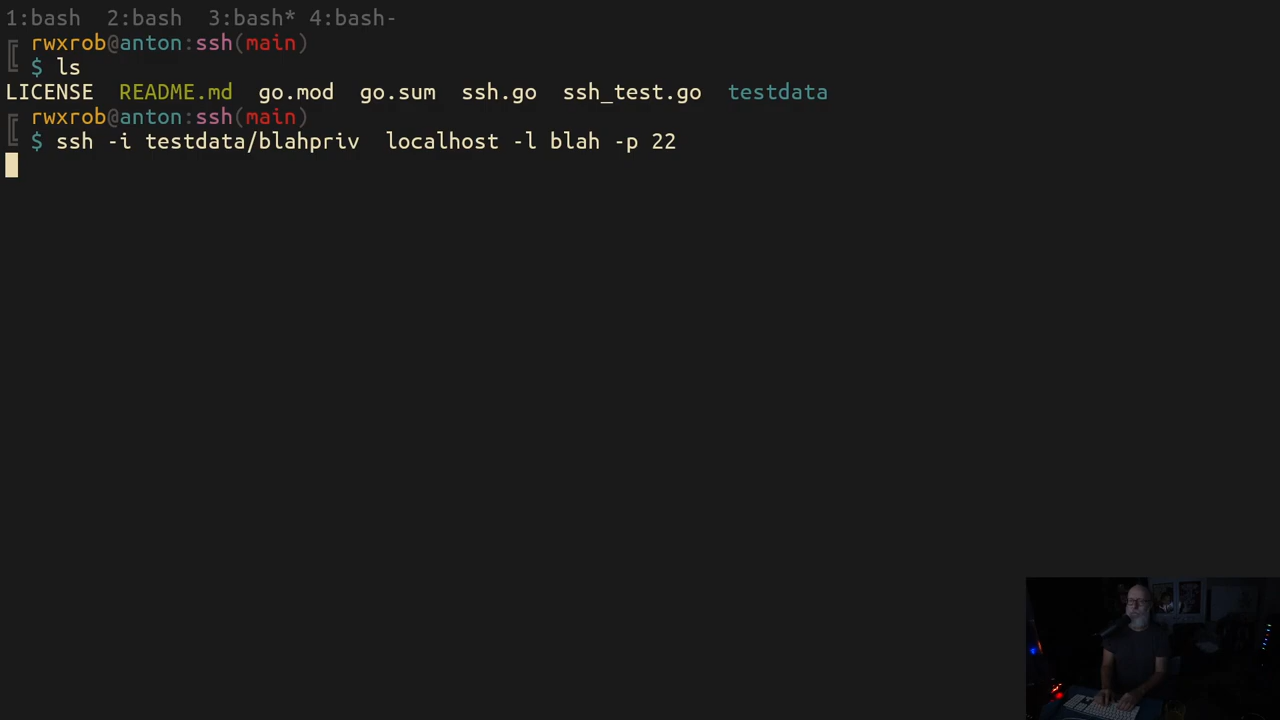 1:bash 2:bash 3:bash* 4:bash-
rwxrob@anton:ssh(main)
$ ls
LICENSE README.md go.mod go.sum ssh.go ssh_test.go testdata
rwxrob@anton:ssh(main)
$ ssh -i testdata/blahpriv  localhost -l blah -p 22